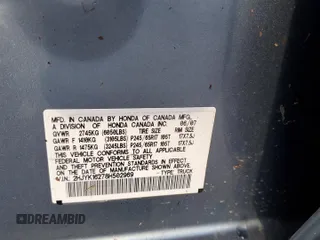 MFD. IN CANADA BY HONDA OF CANADA MFG.
A DIVISION OF HONDA CANADA INC. 06/07
GVWR 2745KG (6050LBS) TIRE SIZE RIM SIZE
GAWR F 1410KG (3105LBS) P245/65R17 105T 17X7.5J
GAWR R 1475KG (3245LBS) P245/65R17 105T 17X7.5J
THIS VEHICLE CONFORMS TO ALL APPLICABLE
FEDERAL MOTOR VEHICLE SAFETY
AND THEFT PREVENTION STANDARDS IN EFFECT ON
THE DATE OF MANUFACTURE SHOWN ABOVE.
V.I.N.: 2HJYK16278H502969 TYPE: TRUCK
DREAMBID